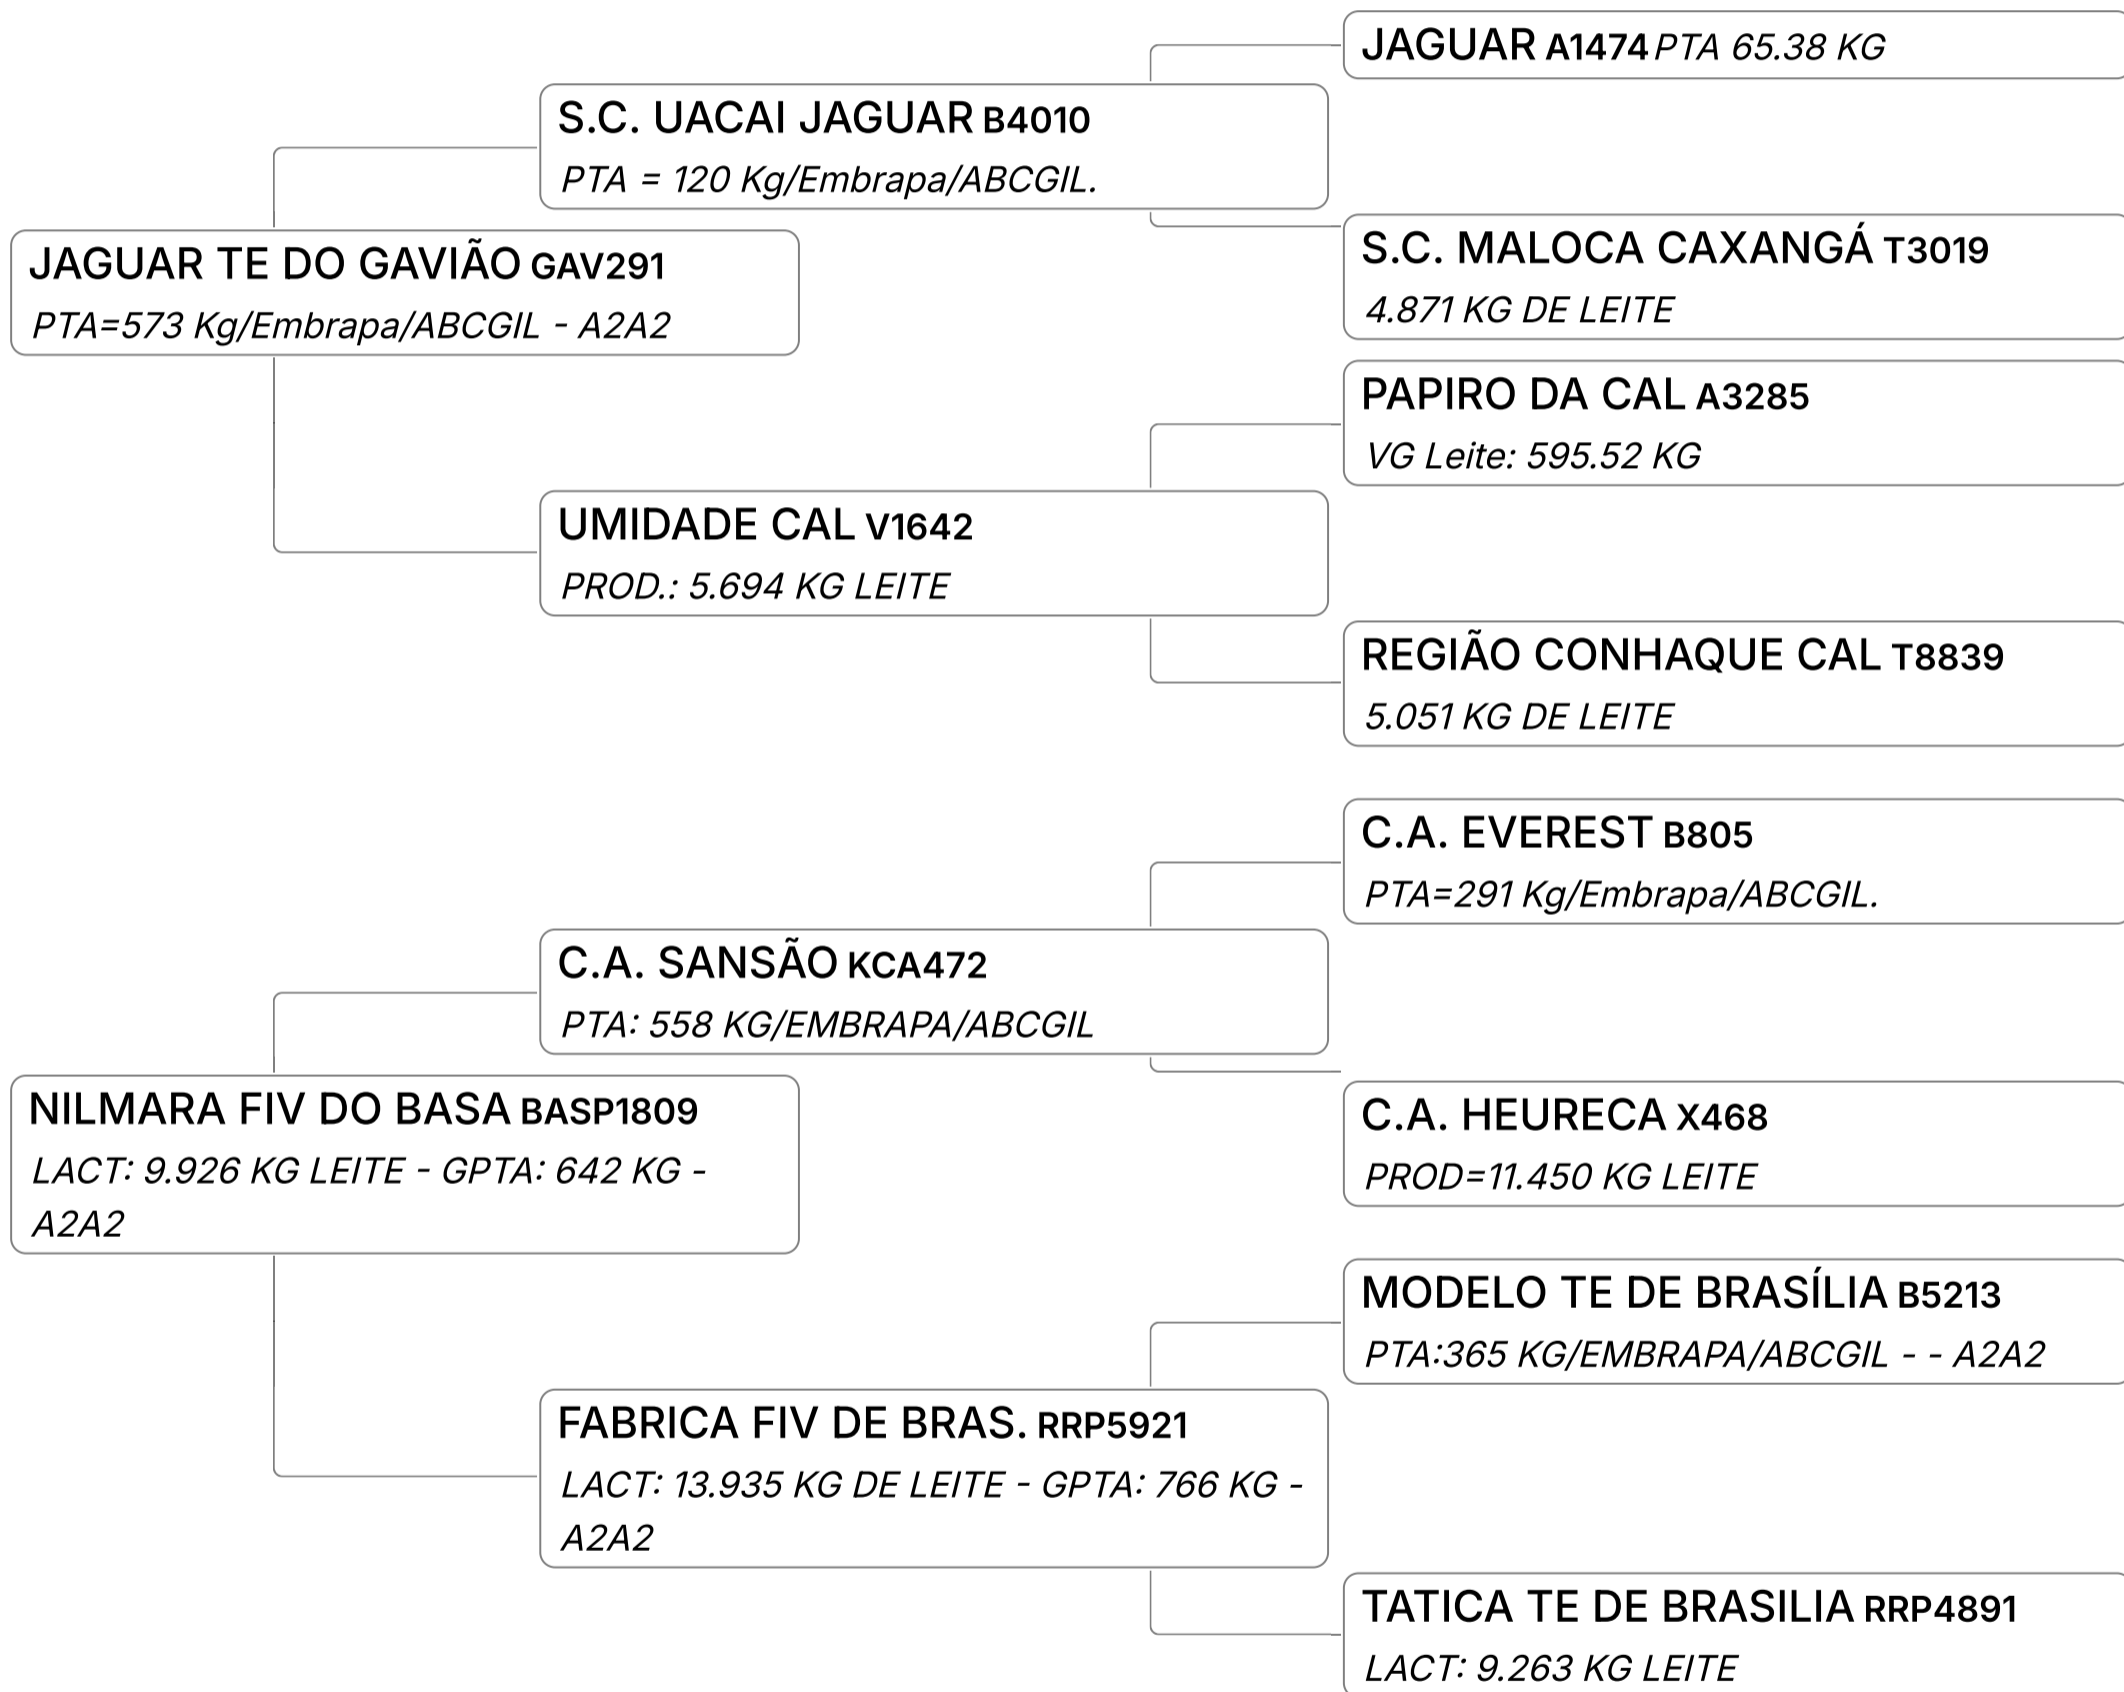 JAGUAR A1474 PTA 65.38 KG
S.C. UACAI JAGUAR B4010
PTA = 120 Kg/Embrapa/ABCGIL.
S.C. MALOCA CAXANGÁ T3019
4.871 KG DE LEITE
JAGUAR TE DO GAVIÃO GAV291
PTA=573 Kg/Embrapa/ABCGIL - A2A2
PAPIRO DA CAL A3285
VG Leite: 595.52 KG
UMIDADE CAL V1642
PROD.: 5.694 KG LEITE
REGIÃO CONHAQUE CAL T8839
5.051 KG DE LEITE
C.A. EVEREST B805
PTA=291 Kg/Embrapa/ABCGIL.
C.A. SANSÃO KCA472
PTA: 558 KG/EMBRAPA/ABCGIL
C.A. HEURECA X468
PROD=11.450 KG LEITE
NILMARA FIV DO BASA BASP1809
LACT: 9.926 KG LEITE - GPTA: 642 KG -
A2A2
MODELO TE DE BRASÍLIA B5213
PTA:365 KG/EMBRAPA/ABCGIL - - A2A2
FABRICA FIV DE BRAS. RRP5921
LACT: 13.935 KG DE LEITE - GPTA: 766 KG -
A2A2
TATICA TE DE BRASILIA RRP4891
LACT: 9.263 KG LEITE